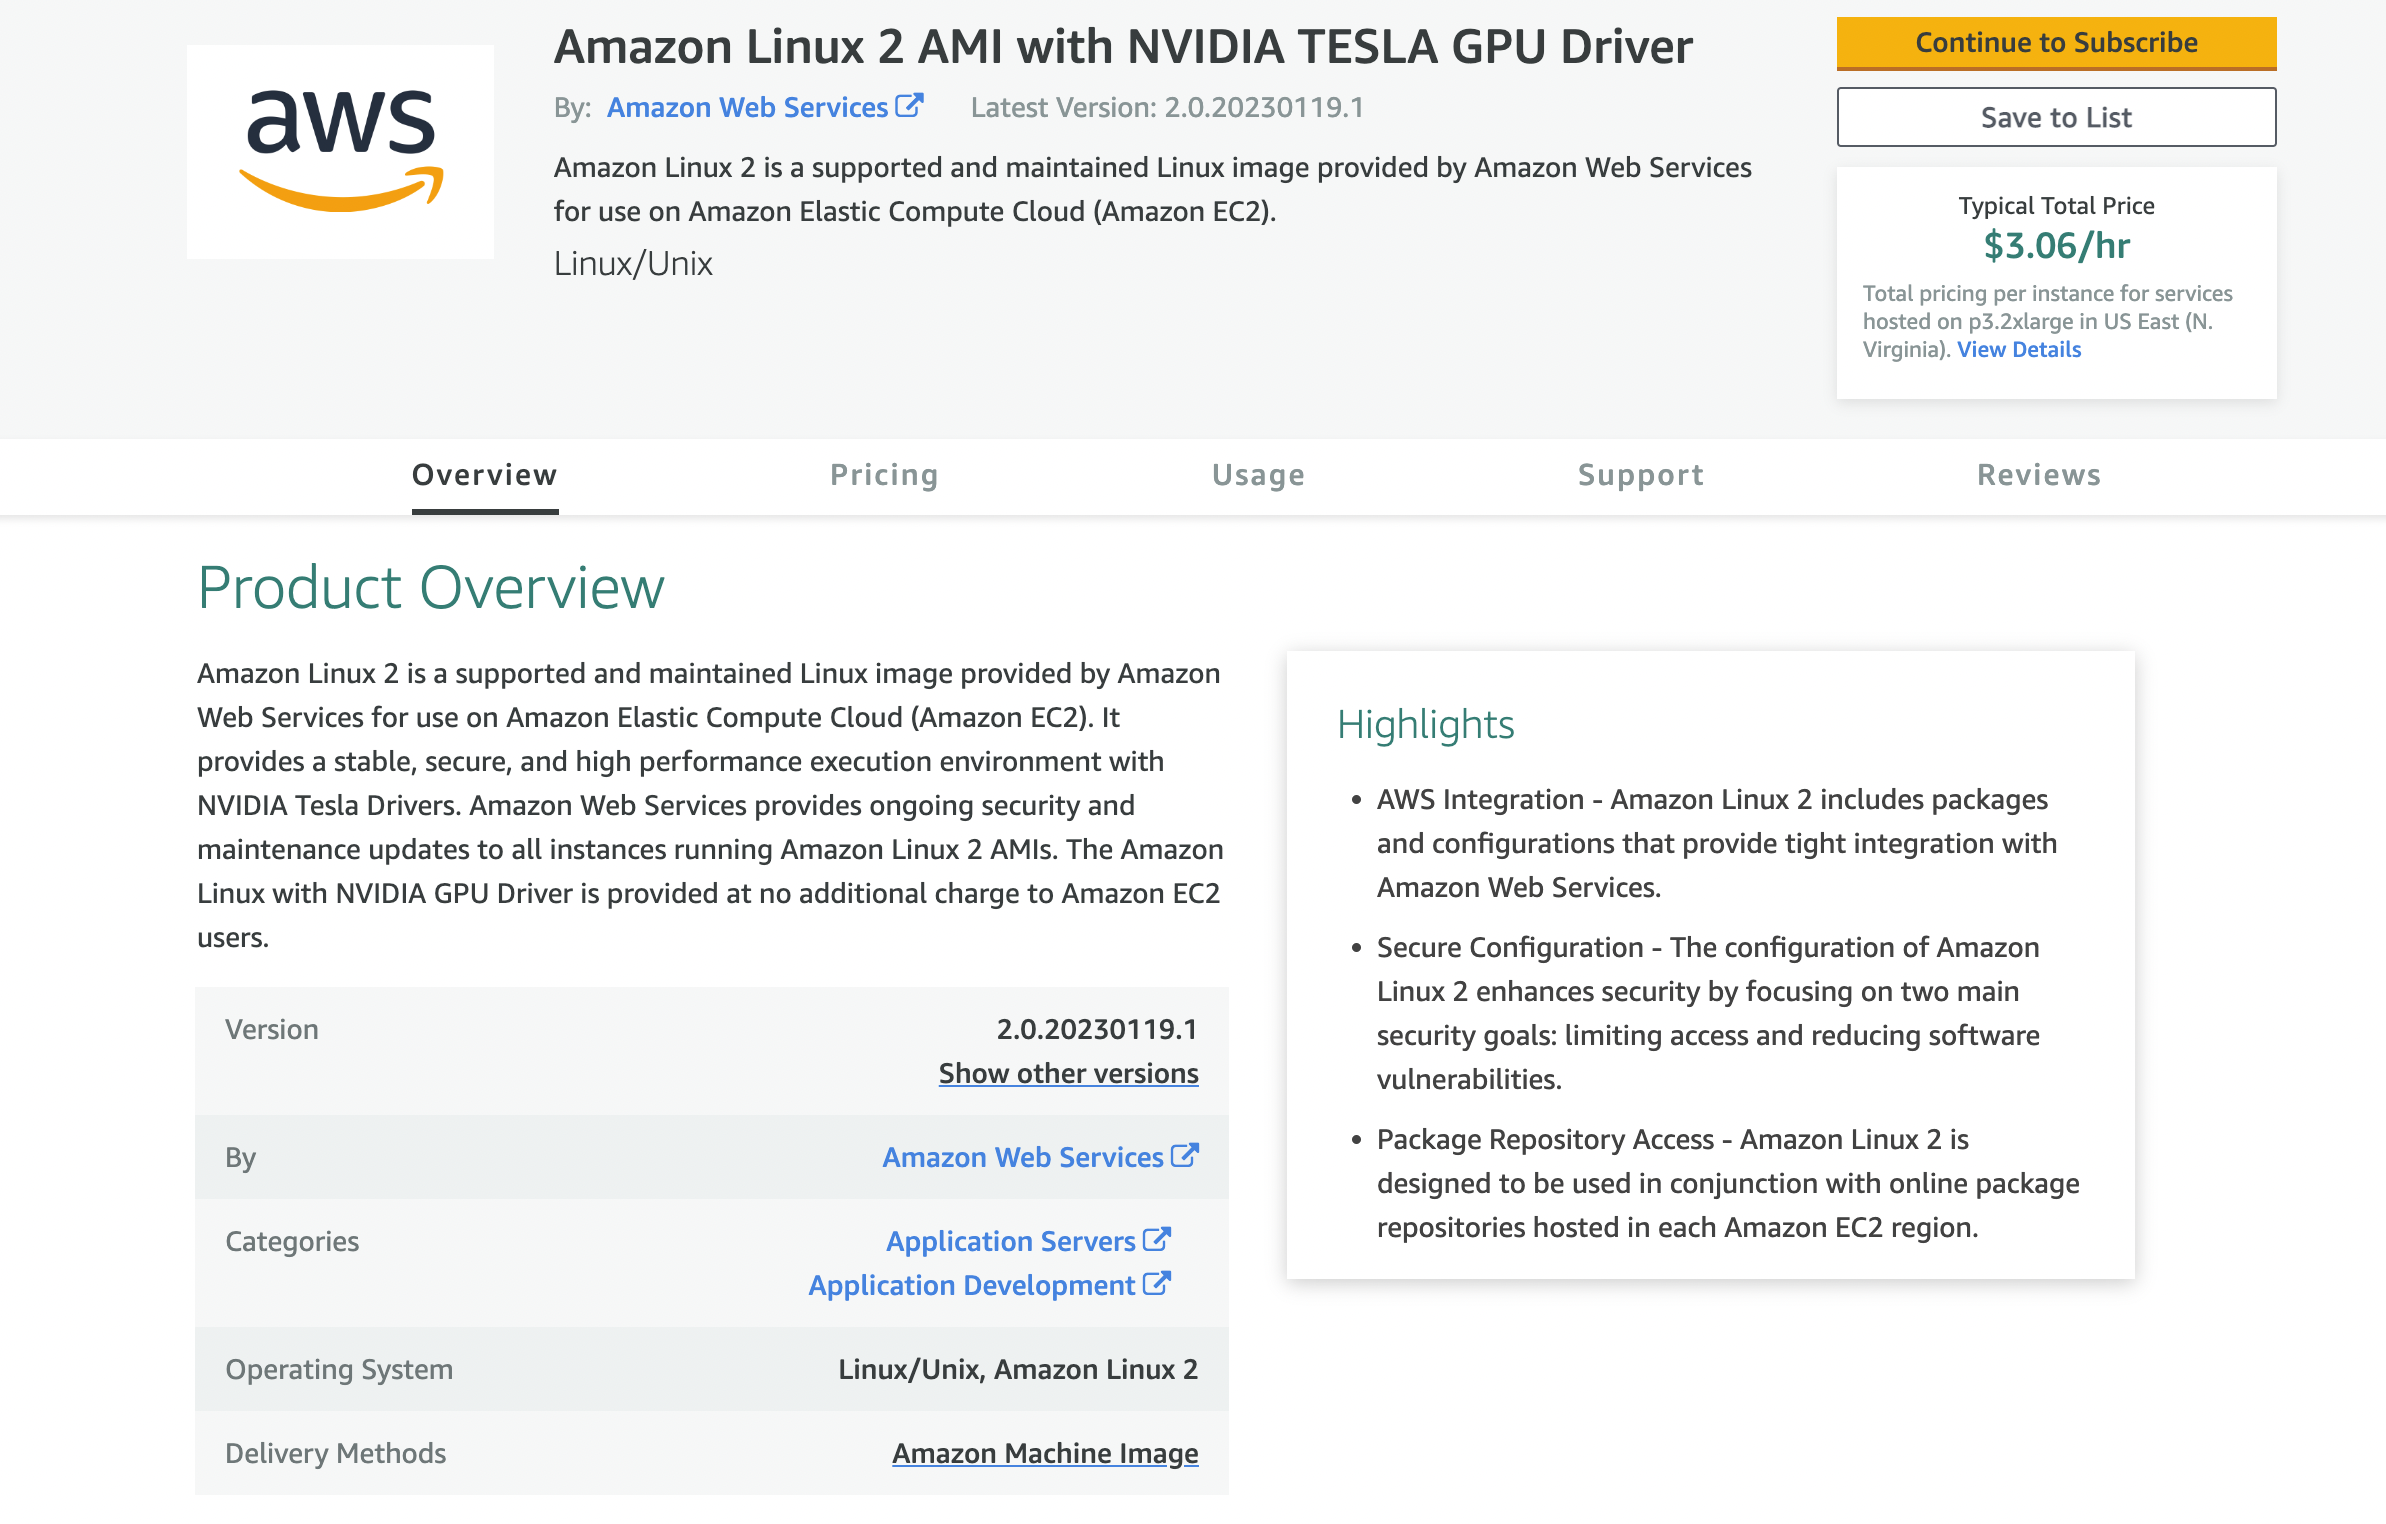 aws
Amazon Linux 2 AMI with NVIDIA TESLA GPU Driver
By: Amazon Web Services Latest Version: 2.0.20230119.1
Amazon Linux 2 is a supported and maintained Linux image provided by Amazon Web Services
for use on Amazon Elastic Compute Cloud (Amazon EC2).
Linux/Unix
Continue to Subscribe
Save to List
Typical Total Price
$3.06/hr
Total pricing per instance for services
hosted on p3.2xlarge in US East (N.
Virginia). View Details
Overview Pricing Usage Support Reviews
Product Overview
Amazon Linux 2 is a supported and maintained Linux image provided by Amazon
Web Services for use on Amazon Elastic Compute Cloud (Amazon EC2). It
provides a stable, secure, and high performance execution environment with
NVIDIA Tesla Drivers. Amazon Web Services provides ongoing security and
maintenance updates to all instances running Amazon Linux 2 AMIs. The Amazon
Linux with NVIDIA GPU Driver is provided at no additional charge to Amazon EC2
users.
Version 2.0.20230119.1
Show other versions
By Amazon Web Services
Categories Application Servers
Application Development
Operating System Linux/Unix, Amazon Linux 2
Delivery Methods Amazon Machine Image
Highlights
• AWS Integration - Amazon Linux 2 includes packages
and configurations that provide tight integration with
Amazon Web Services.
• Secure Configuration - The configuration of Amazon
Linux 2 enhances security by focusing on two main
security goals: limiting access and reducing software
vulnerabilities.
• Package Repository Access - Amazon Linux 2 is
designed to be used in conjunction with online package
repositories hosted in each Amazon EC2 region.